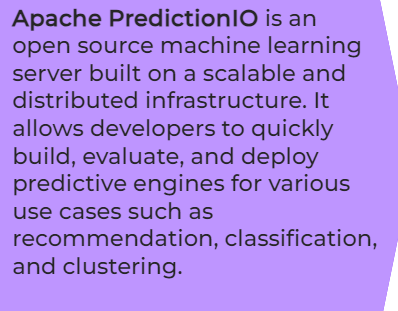 Apache PredictionIO is an
open source machine learning
server built on a scalable and
distributed infrastructure. It
allows developers to quickly
build, evaluate, and deploy
predictive engines for various
use cases such as
recommendation, classification,
and clustering.